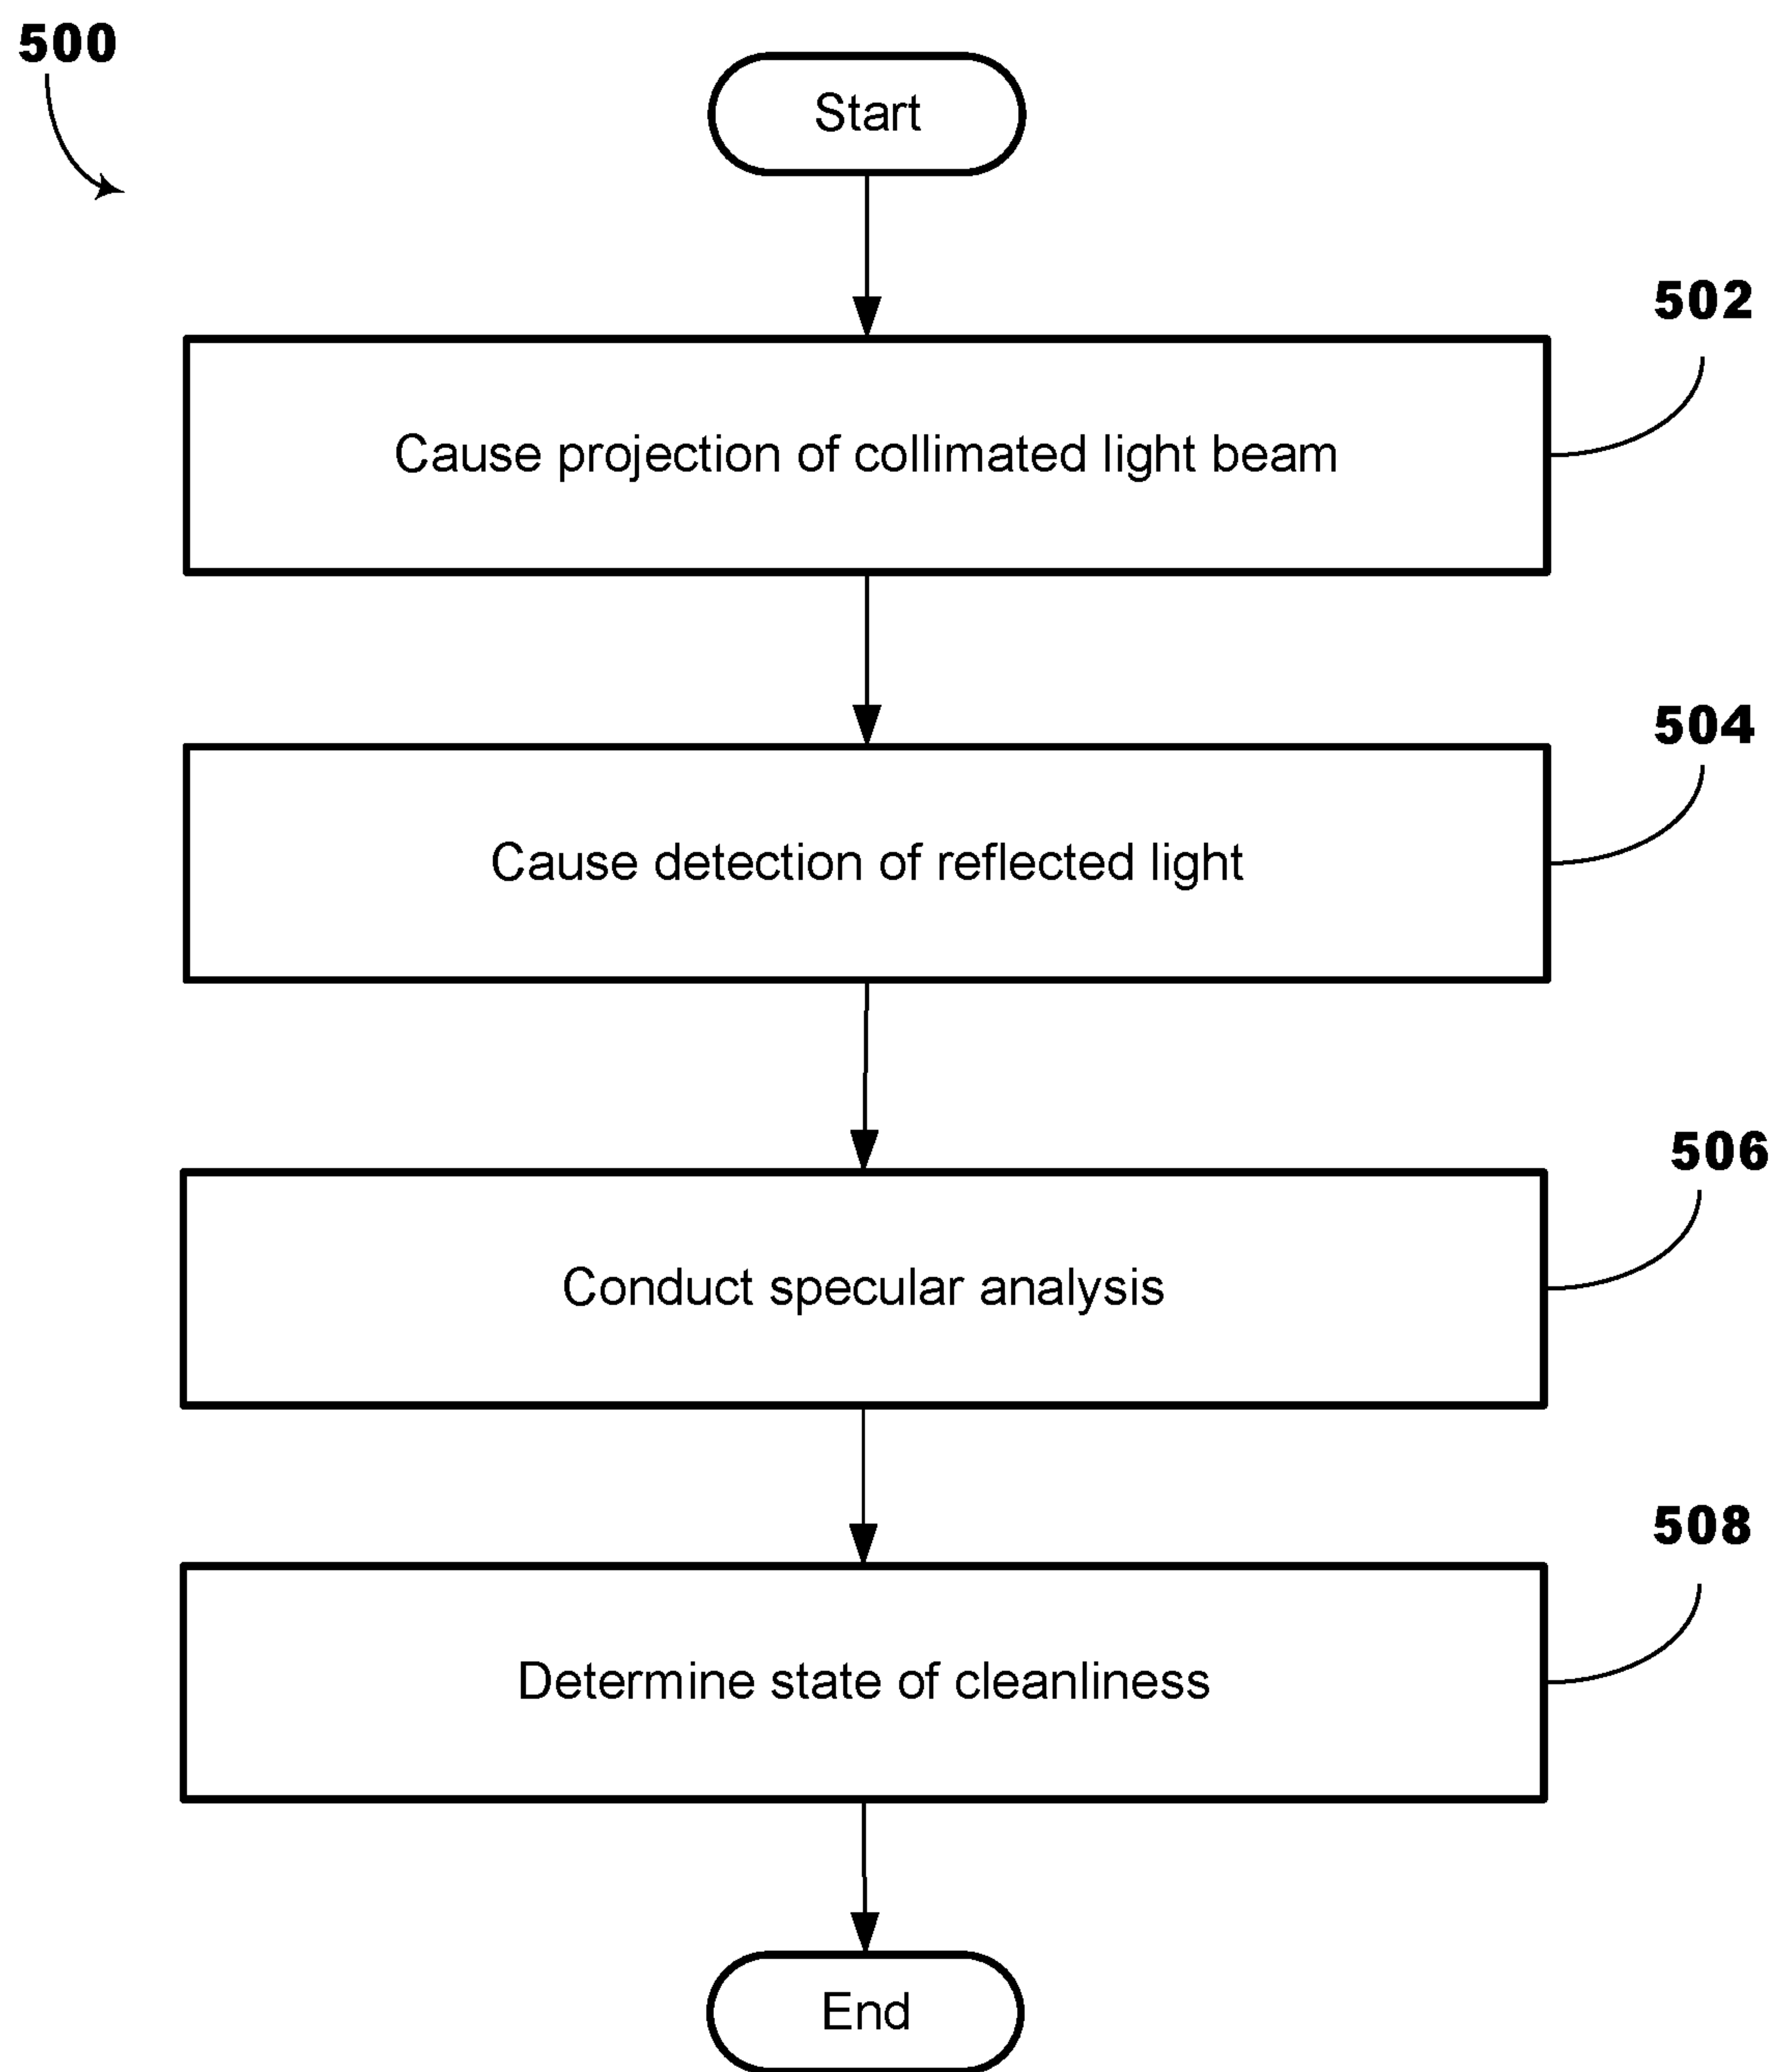 500
Start
502
Cause projection of collimated light beam
504
Cause detection of reflected light
506
Conduct specular analysis
508
Determine state of cleanliness
End